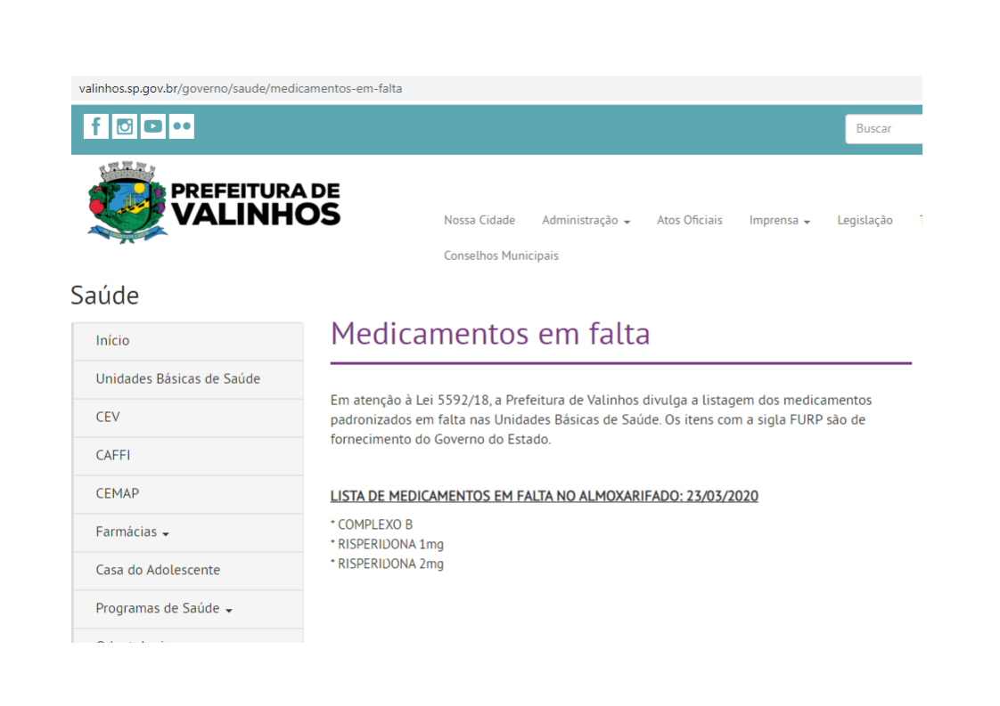 valinhos.sp.gov.br/governo/saude/medicamentos-em-falta
Buscar
PREFEITURA DE
VALINHOS
Nossa Cidade Administração Atos Oficiais Imprensa Legislação
Conselhos Municipais
Saúde
Início
Unidades Básicas de Saúde
CEV
CAFFI
CEMAP
Farmácias
Casa do Adolescente
Programas de Saúde
Medicamentos em falta
Em atenção à Lei 5592/18, a Prefeitura de Valinhos divulga a listagem dos medicamentos
padronizados em falta nas Unidades Básicas de Saúde. Os itens com a sigla FURP são de
fornecimento do Governo do Estado.
LISTA DE MEDICAMENTOS EM FALTA NO ALMOXARIFADO: 23/03/2020
* COMPLEXO B
* RISPERIDONA 1mg
* RISPERIDONA 2mg